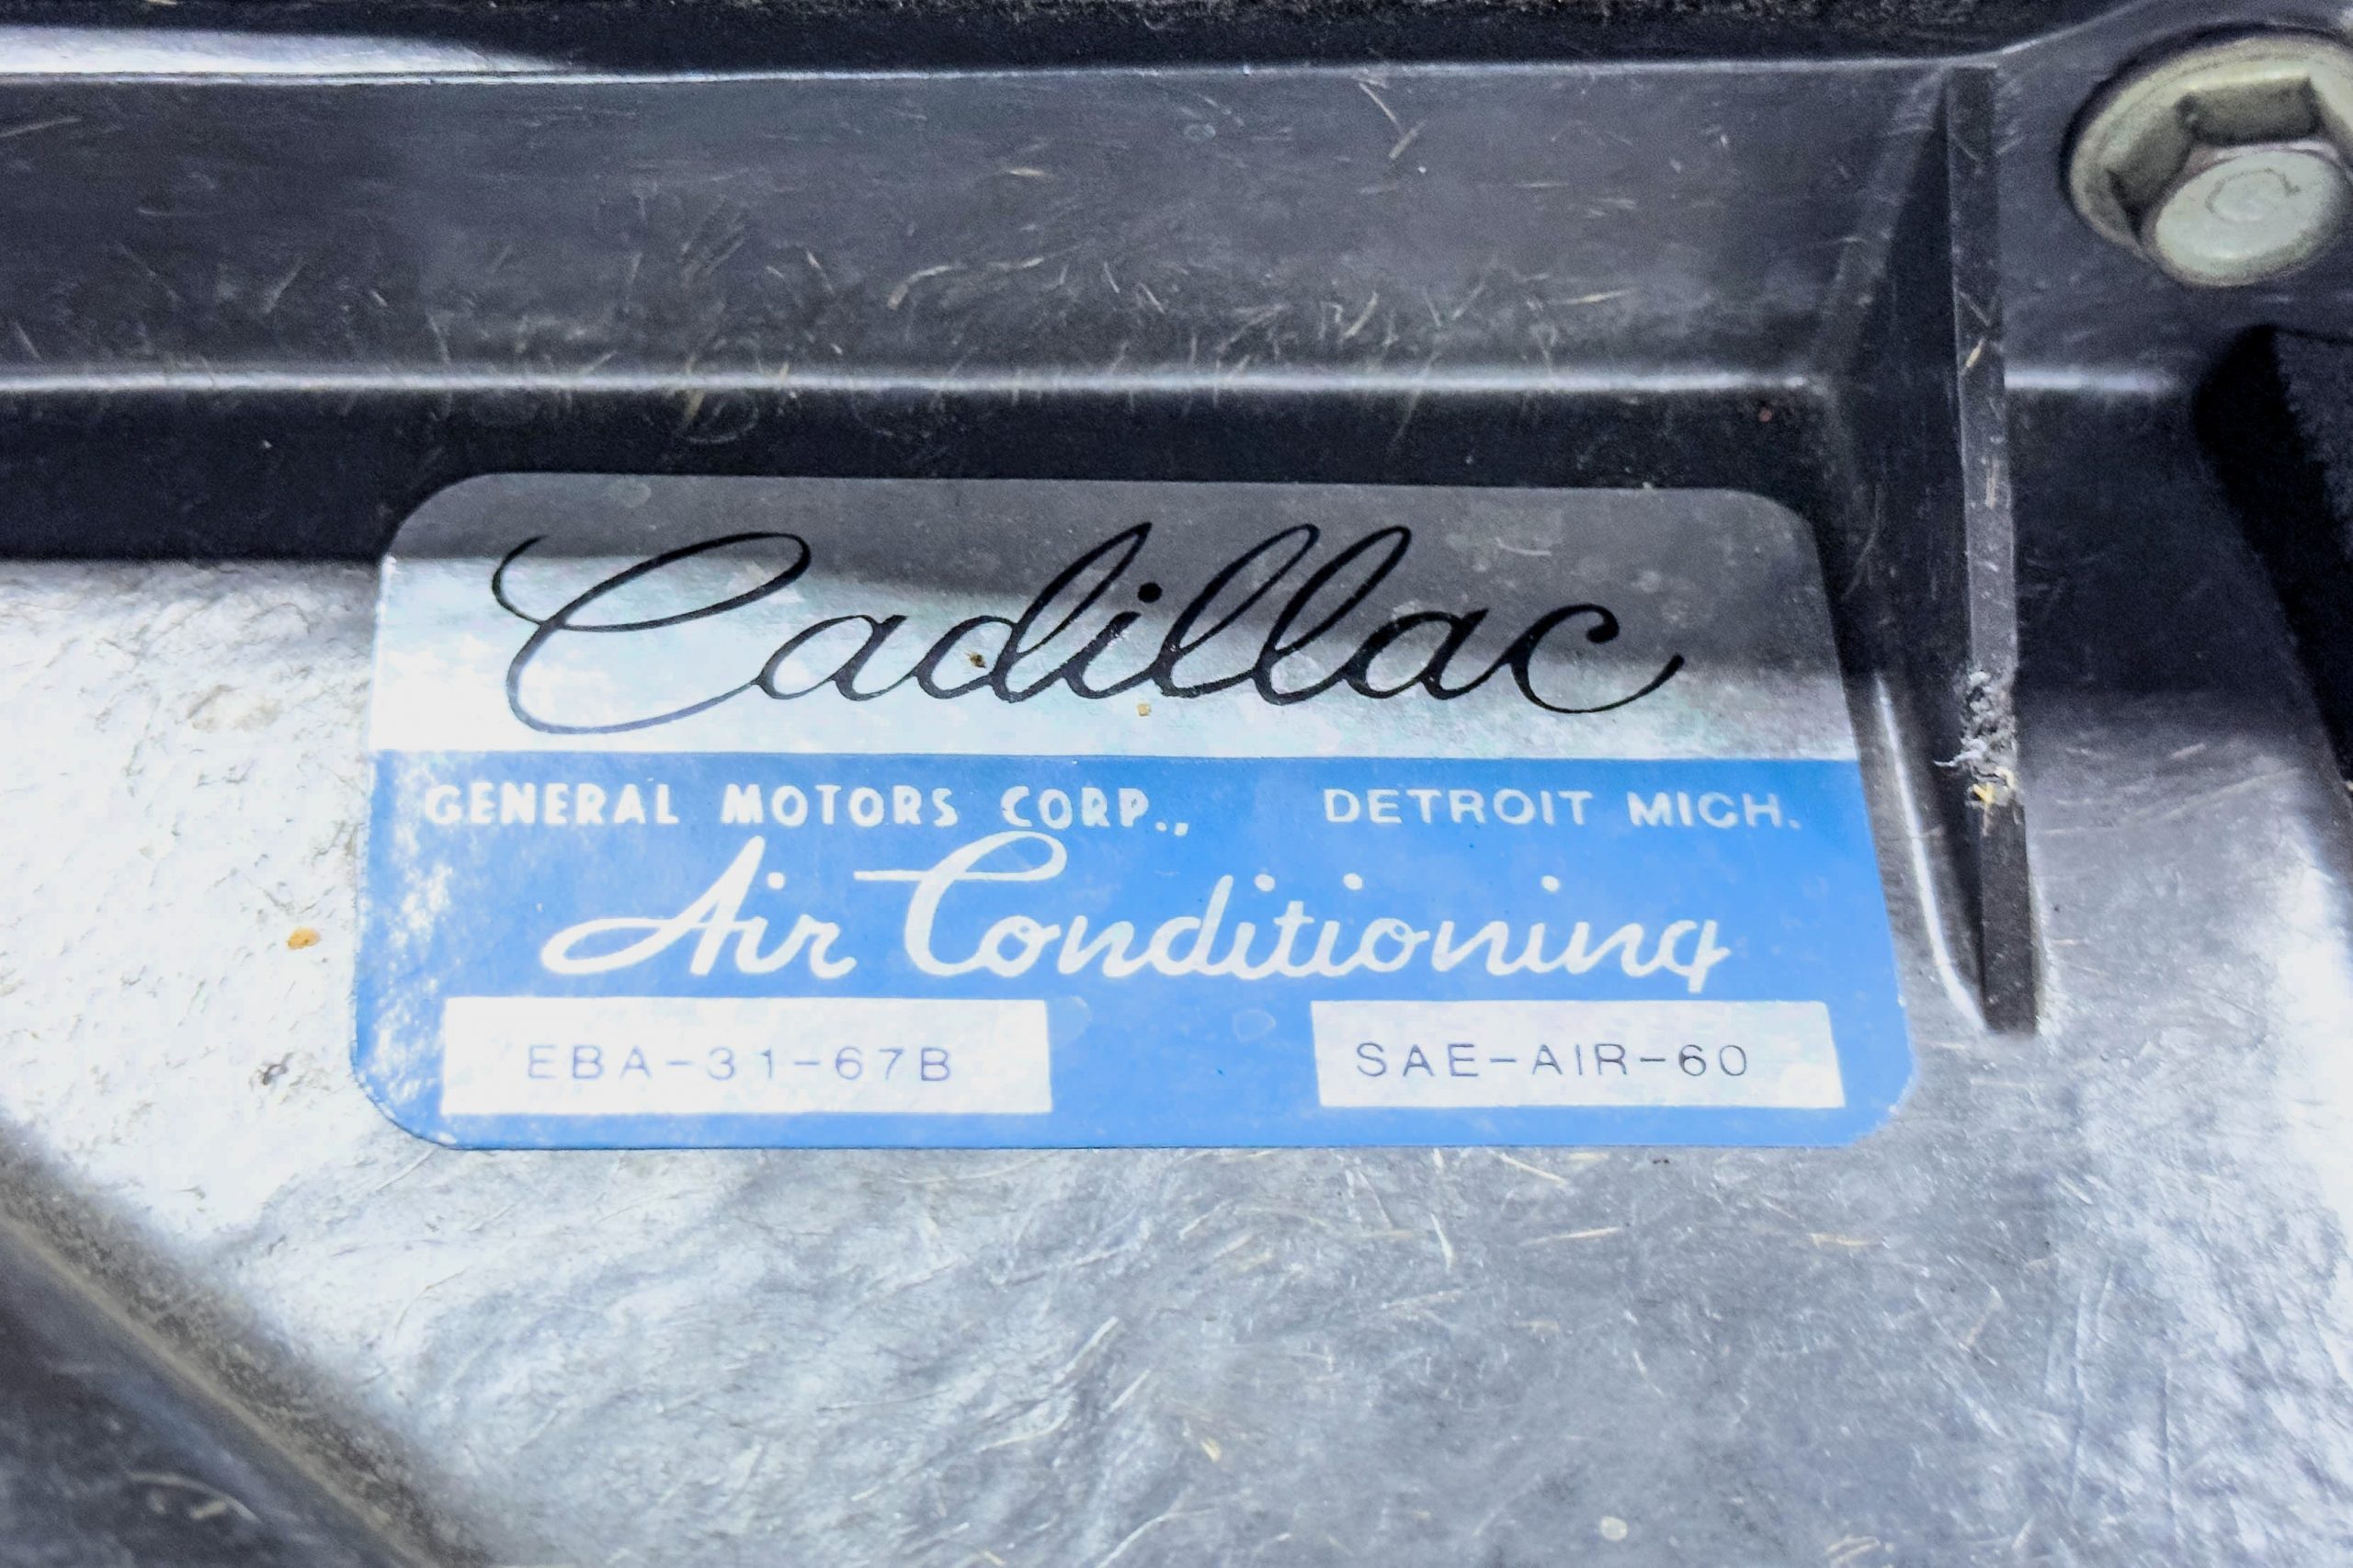 Cadillac
GENERAL MOTORS CORP., DETROIT MICH.
Air Conditioning
EBA-31-67B SAE-AIR-60